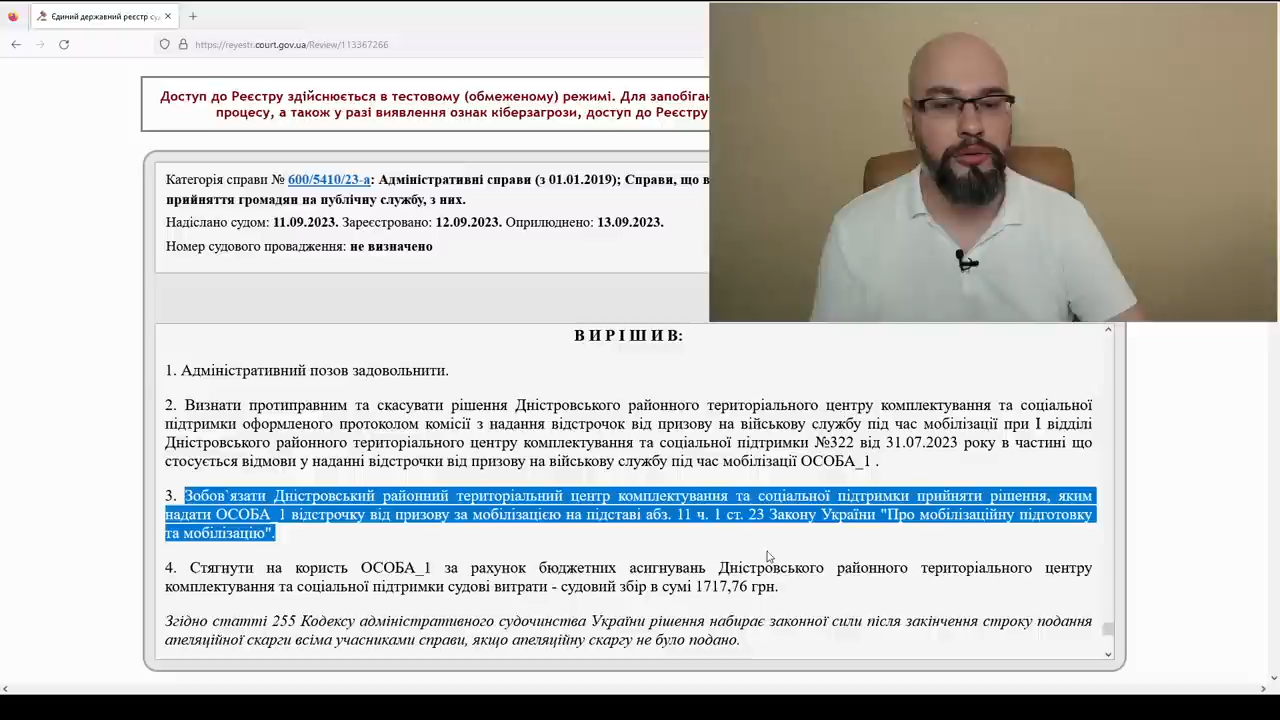 Єдиний державний реєстр су
https://reyestr.court.gov.ua/Review/113367266
Доступ до Реєстру здійснюється в тестовому (обмеженому) режимі. Для запобіган
процесу, а також у разі виявлення ознак кіберзагрози, доступ до Реєстру
Категорія справи № 600/5410/23-а: Адміністративні справи (з 01.01.2019); Справи, що в
прийняття громадян на публічну службу, з них.
Надіслано судом: 11.09.2023. Зареєстровано: 12.09.2023. Оприлюднено: 13.09.2023.
Номер судового провадження: не визначено
В И Р І Ш И В:
1. Адміністративний позов задовольнити.
2. Визнати протиправним та скасувати рішення Дністровського районного територіального центру комплектування та соціальної
підтримки оформленого протоколом комісії з надання відстрочок від призову на військову службу під час мобілізації при І відділі
Дністровського районного територіального центру комплектування та соціальної підтримки №322 від 31.07.2023 року в частині що
стосується відмови у наданні відстрочки від призову на військову службу під час мобілізації ОСОБА_1 .
3. Зобов`язати Дністровський районний територіальний центр комплектування та соціальної підтримки прийняти рішення, яким
надати ОСОБА_1 відстрочку від призову за мобілізацією на підставі абз. 11 ч. 1 ст. 23 Закону України "Про мобілізаційну підготовку
та мобілізацію".
4. Стягнути на користь ОСОБА_1 за рахунок бюджетних асигнувань Дністровського районного територіального центру
комплектування та соціальної підтримки судові витрати - судовий збір в сумі 1717,76 грн.
Згідно статті 255 Кодексу адміністративного судочинства України рішення набирає законної сили після закінчення строку подання
апеляційної скарги всіма учасниками справи, якщо апеляційну скаргу не було подано.